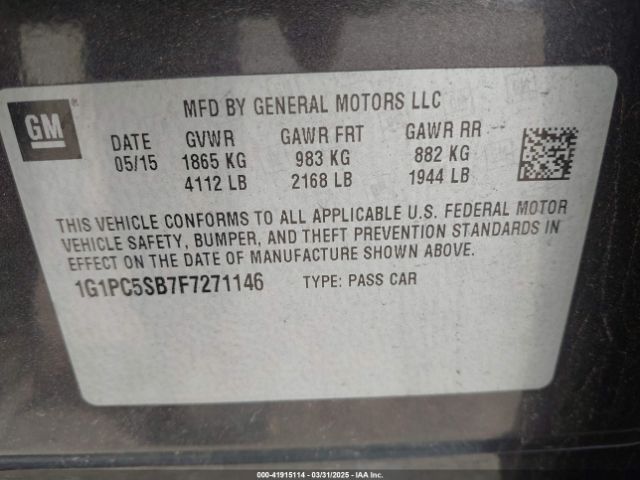 GM ®
MFD BY GENERAL MOTORS LLC
DATE GVWR GAWR FRT GAWR RR
05/15 1865 KG 983 KG 882 KG
4112 LB 2168 LB 1944 LB
THIS VEHICLE CONFORMS TO ALL APPLICABLE U.S. FEDERAL MOTOR
VEHICLE SAFETY, BUMPER, AND THEFT PREVENTION STANDARDS IN
EFFECT ON THE DATE OF MANUFACTURE SHOWN ABOVE.
1G1PC5SB7F7271146 TYPE: PASS CAR
000-41915114 - 03/31/2025 - IAA Inc.